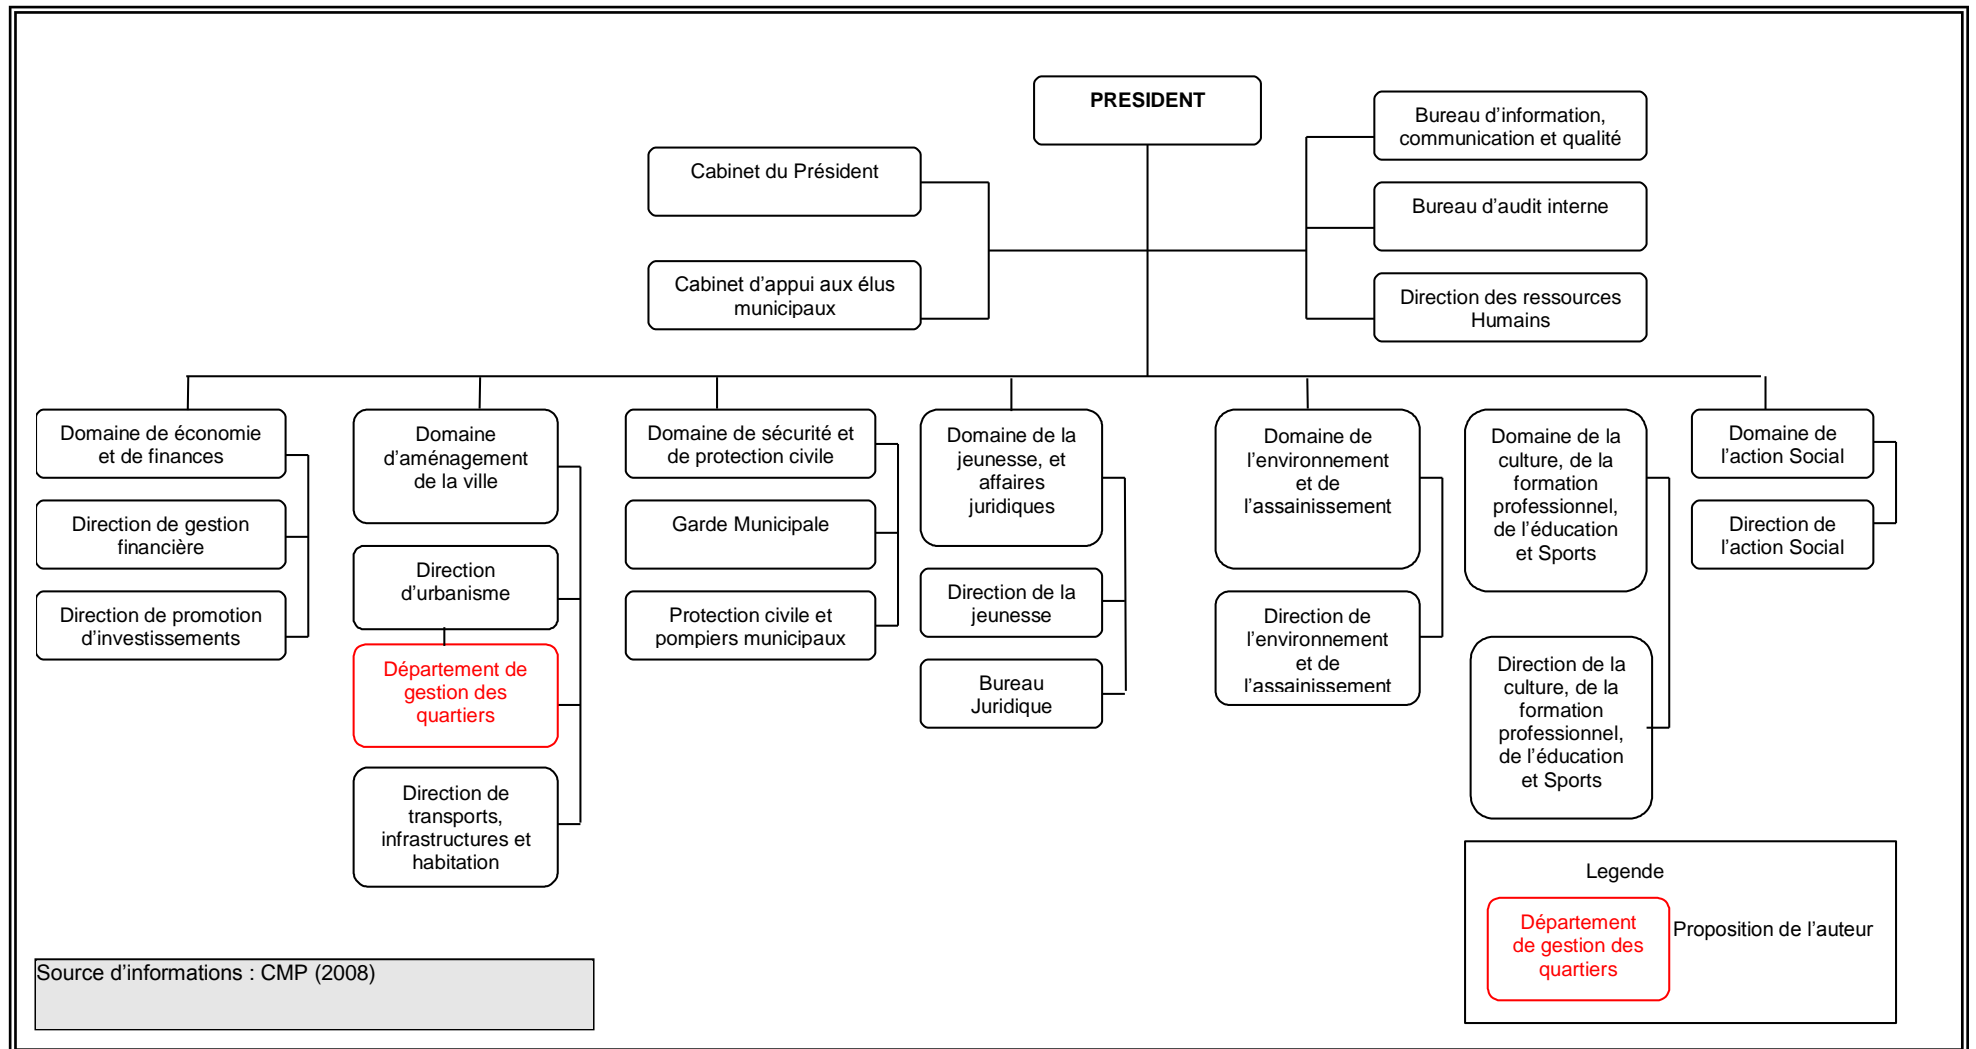 PRESIDENT
Bureau d'information,
communication et qualité
Cabinet du Président
Bureau d'audit interne
Cabinet d'appui aux élus
municipaux
Direction des ressources
Humains
Domaine de économie
et de finances
Direction de gestion
financière
Direction de promotion
d'investissements
Domaine
d'aménagement
de la ville
Direction
d'urbanisme
Département de
gestion des
quartiers
Direction de
transports,
infrastructures et
habitation
Domaine de sécurité et
de protection civile
Garde Municipale
Protection civile et
pompiers municipaux
Domaine de la
jeunesse, et
affaires
juridiques
Direction de la
jeunesse
Bureau
Juridique
Domaine de
l'environnement
et de
l'assainissement
Direction de
l'environnement
et de
l'assainissement
Domaine de la
culture, de la
formation
professionnel,
de l'éducation
et Sports
Direction de la
culture, de la
formation
professionnel,
de l'éducation
et Sports
Domaine de
l'action Social
Direction de
l'action Social
Legende
Département
de gestion des
quartiers
Proposition de l'auteur
Source d'informations : CMP (2008)